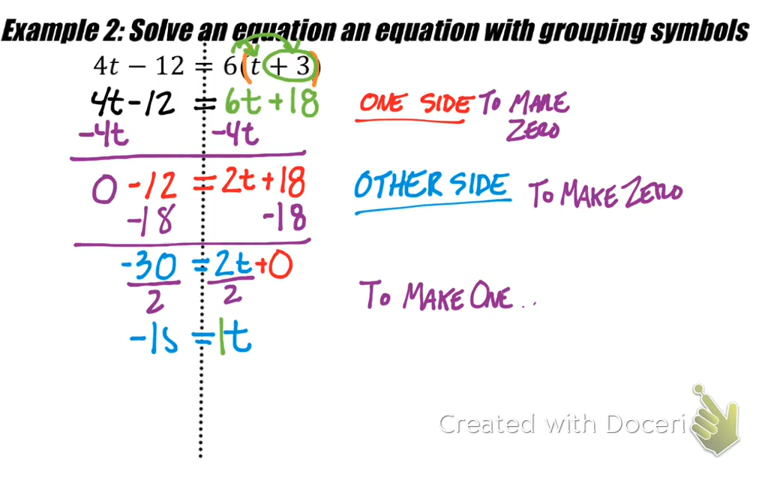 Example 2: Solve an equation an equation with grouping symbols
4t − 12 = 6(t + 3)
4t -12 = 6t +18
-4t -4t
ONE SIDE TO MAKE
ZERO
0 -12 = 2t +18
-18 -18
OTHER SIDE TO MAKE ZERO
-30 = 2t +0
2 2
TO MAKE ONE ..
-15 = 1t
Created with Doceri